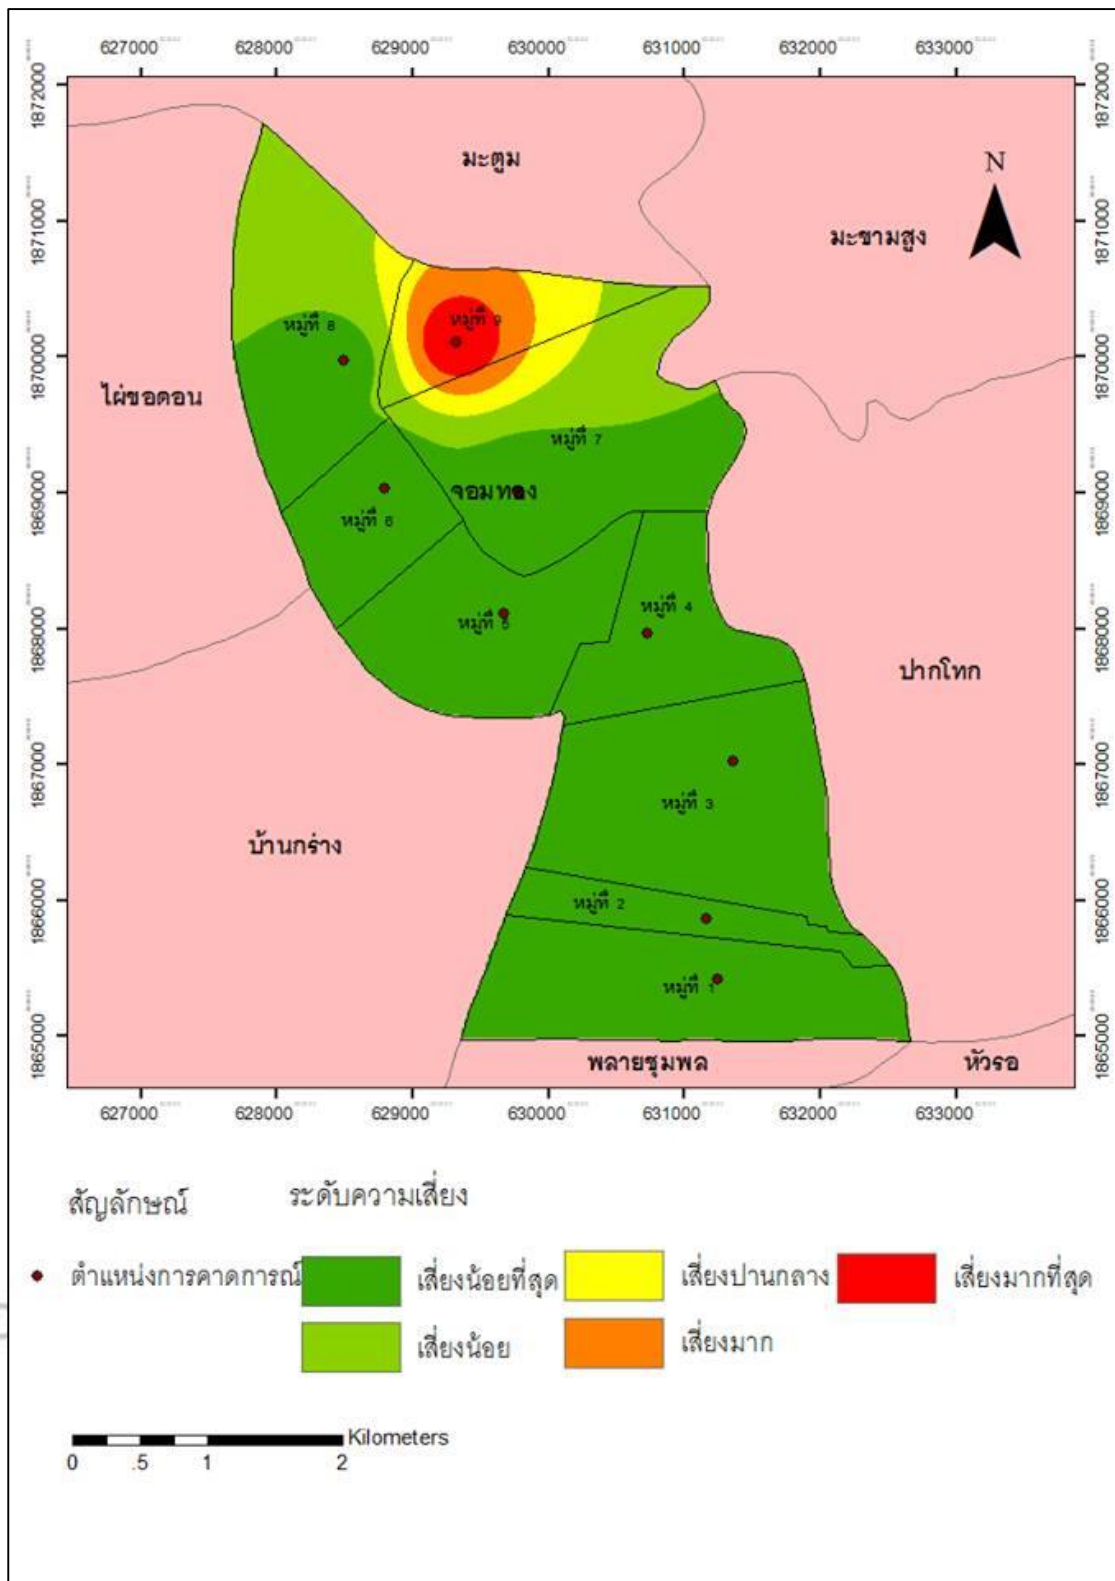 627000 628000 629000 630000 631000 632000 633000
1872000
1871000
1870000
1869000
1868000
1867000
1866000
1865000
1872000
1871000
1870000
1869000
1868000
1867000
1866000
1865000
มะตูม
N
มะขามสูง
หมู่ที่ 9
หมู่ที่ 8
ไผ่ขอดอน
หมู่ที่ 7
จอมทอง
หมู่ที่ 6
หมู่ที่ 4
หมู่ที่ 5
ปากโทก
หมู่ที่ 3
บ้านกร่าง
หมู่ที่ 2
หมู่ที่ 1
พลายชุมพล
หัวรอ
627000 628000 629000 630000 631000 632000 633000
สัญลักษณ์ ระดับความเสี่ยง
ตำแหน่งการคาดการณ์ เสี่ยงน้อยที่สุด เสี่ยงปานกลาง เสี่ยงมากที่สุด
เสี่ยงน้อย เสี่ยงมาก
Kilometers
0 .5 1 2